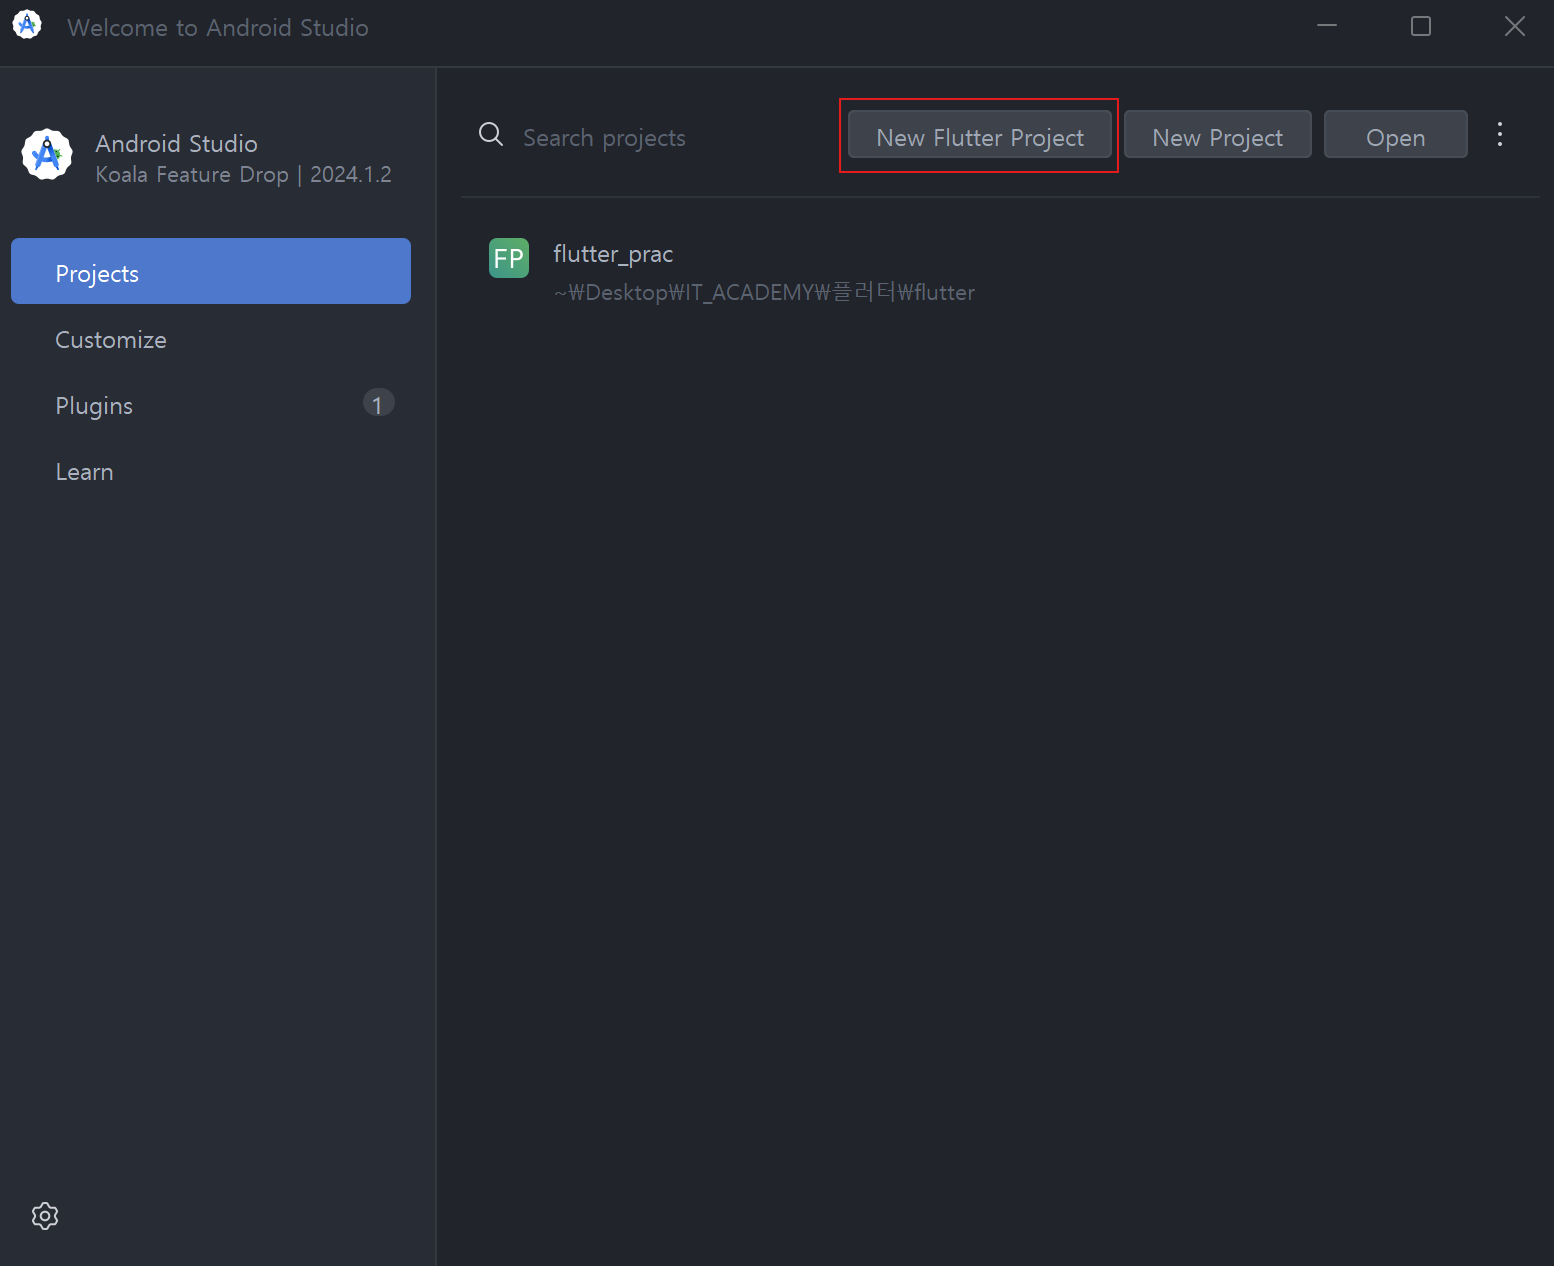 Welcome to Android Studio
Android Studio
Koala Feature Drop | 2024.1.2
Projects
Customize
Plugins
1
Learn
Search projects
New Flutter Project
New Project
Open
FP
flutter_prac
~₩Desktop₩IT_ACADEMY₩플러터₩flutter